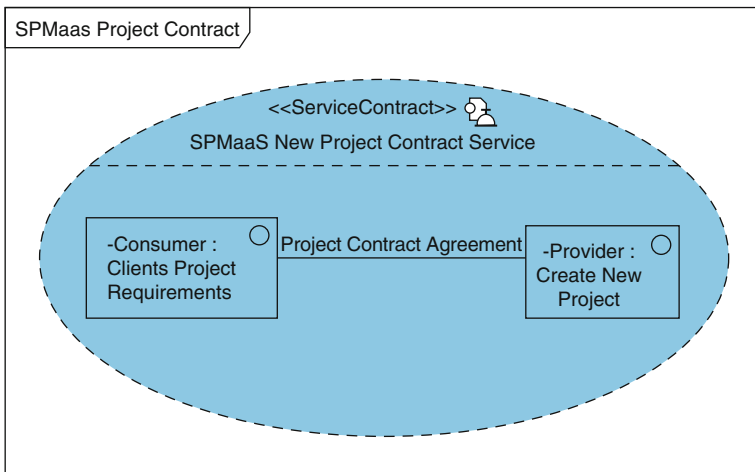 SPMaas Project Contract
<<ServiceContract>>
SPMaaS New Project Contract Service
-Consumer :
Clients Project
Requirements
Project Contract Agreement
-Provider :
Create New
Project